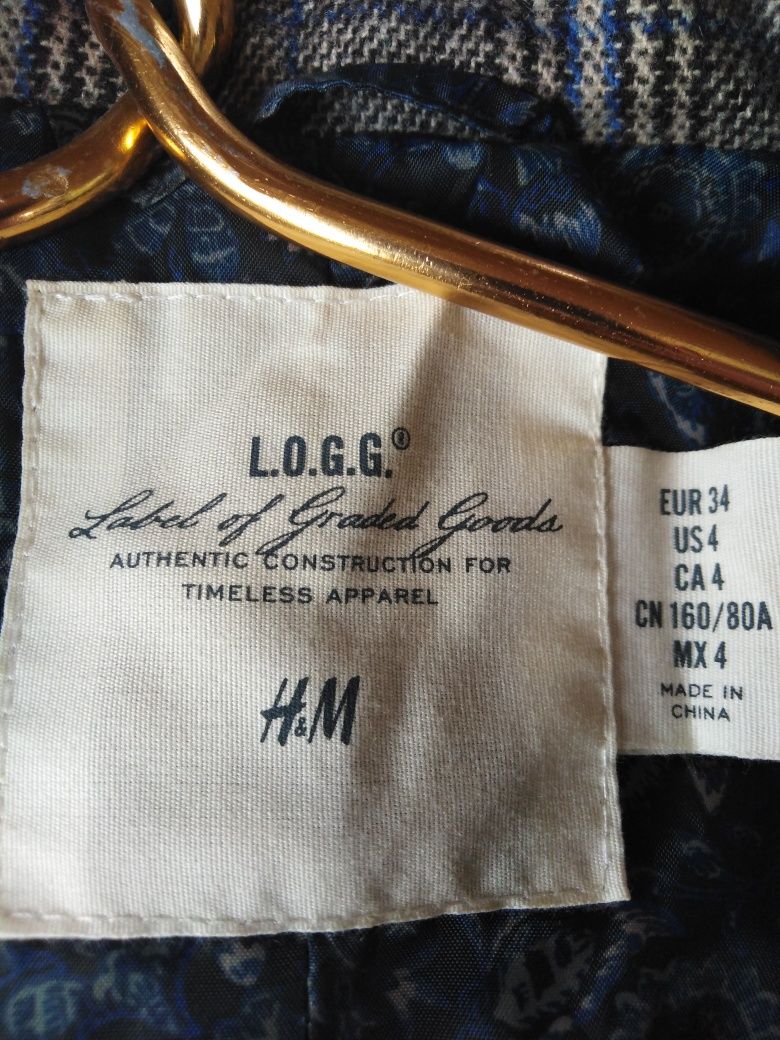 L.O.G.G.®
Label of Graded Goods
AUTHENTIC CONSTRUCTION FOR
TIMELESS APPAREL
H&M
EUR 34
US 4
CA 4
CN 160/80A
MX 4
MADE IN
CHINA